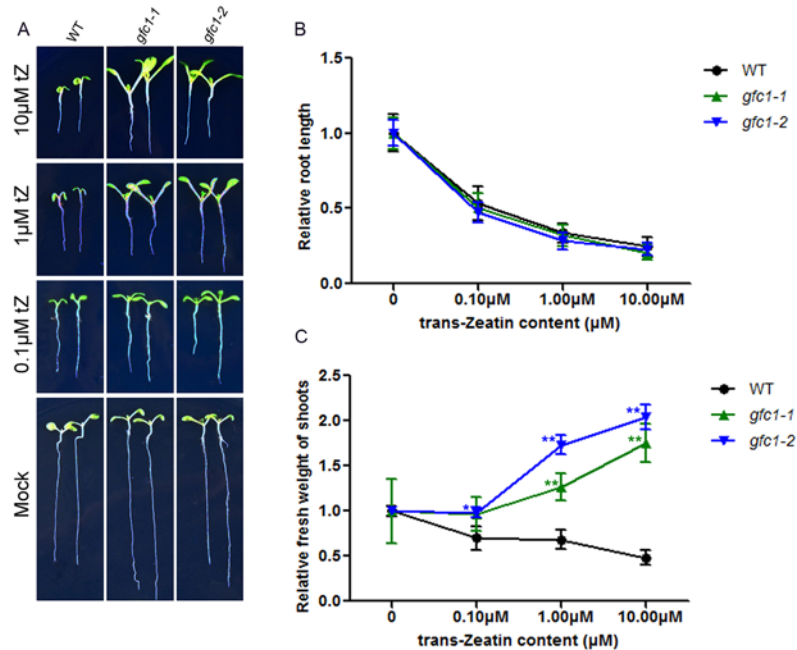 A
WT
gfc1-1
gfc1-2
10μM tZ
1μM tZ
0.1μM tZ
Mock
B
1.5
1.0
0.5
0.0
Relative root length
0
0.10μM
1.00μM
10.00μM
trans-Zeatin content (μM)
WT
gfc1-1
gfc1-2
C
2.5
2.0
1.5
1.0
0.5
0.0
Relative fresh weight of shoots
*
**
**
**
**
0
0.10μM
1.00μM
10.00μM
trans-Zeatin content (μM)
WT
gfc1-1
gfc1-2